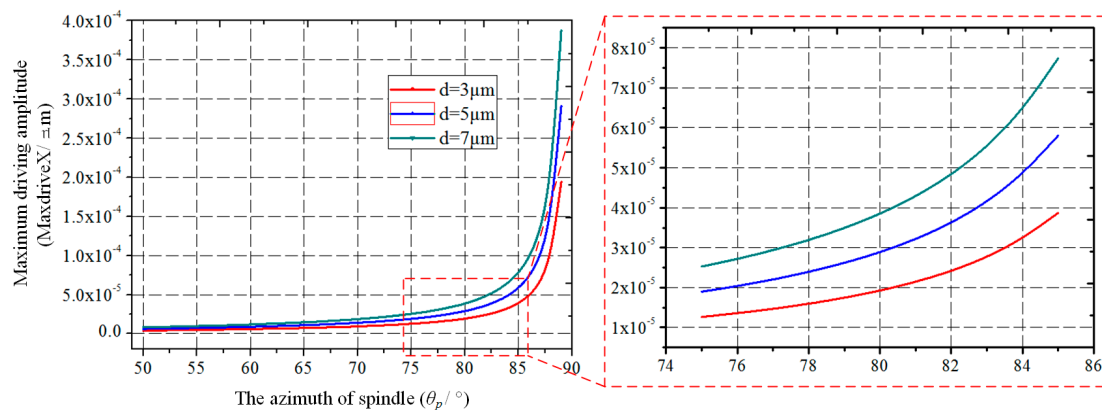 Maximum driving amplitude
(MaxdriveX/ m)
4.0x10⁻⁴
3.5x10⁻⁴
3.0x10⁻⁴
2.5x10⁻⁴
2.0x10⁻⁴
1.5x10⁻⁴
1.0x10⁻⁴
5.0x10⁻⁵
0.0
50 55 60 65 70 75 80 85 90
The azimuth of spindle (θₚ/ °)
d=3μm
d=5μm
d=7μm
8x10⁻⁵
7x10⁻⁵
6x10⁻⁵
5x10⁻⁵
4x10⁻⁵
3x10⁻⁵
2x10⁻⁵
1x10⁻⁵
74 76 78 80 82 84 86